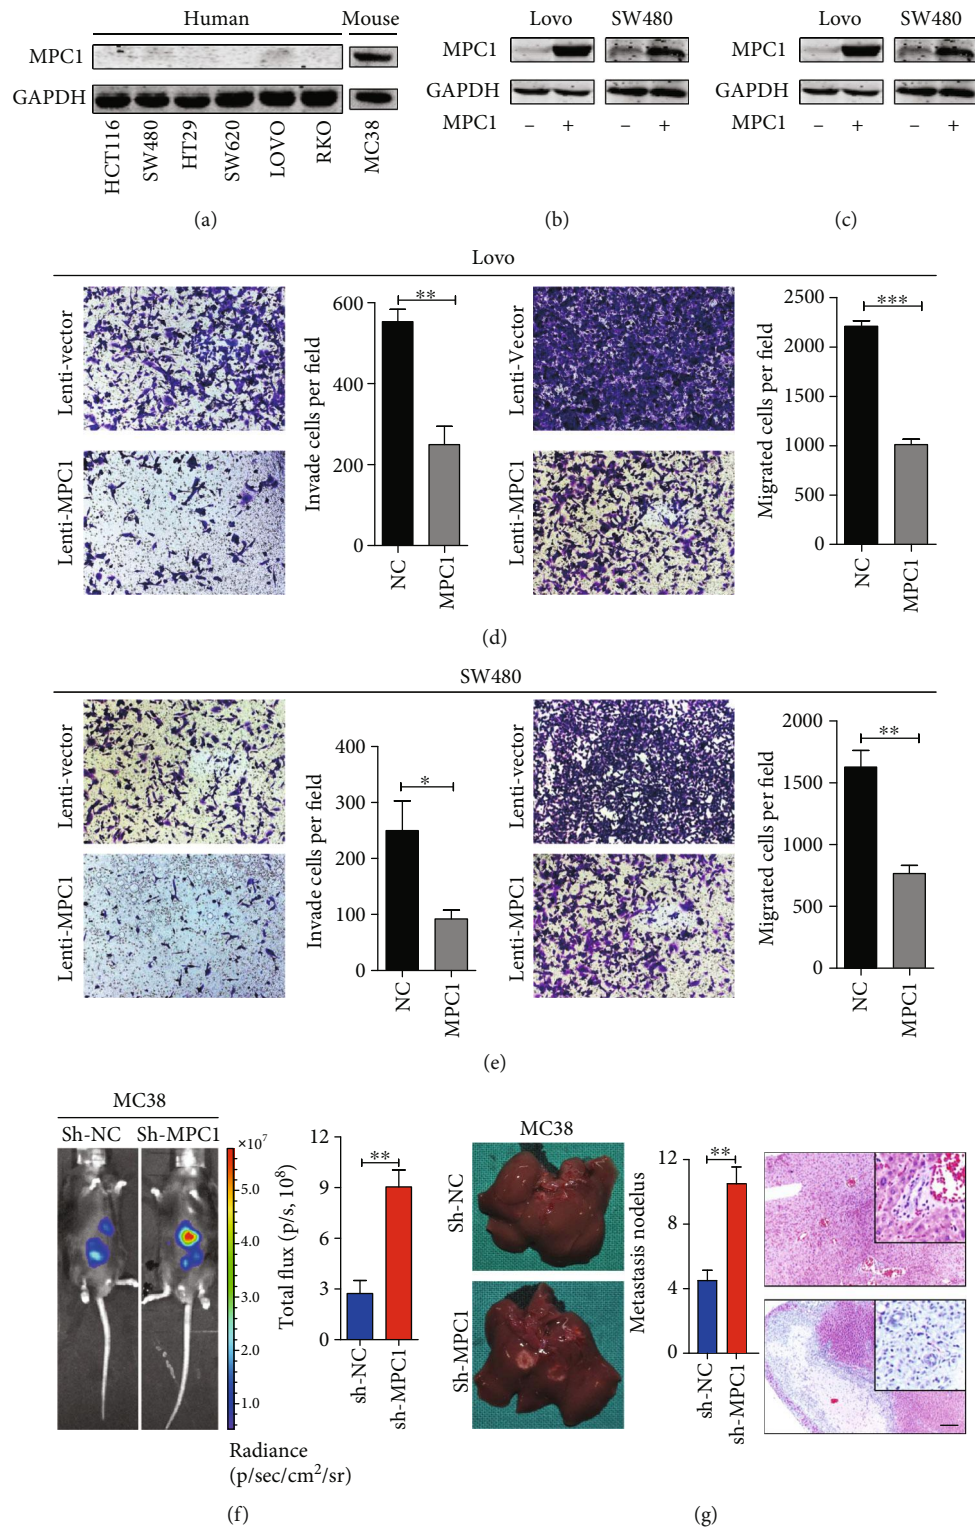 Human Mouse
MPC1
GAPDH
HCT116 SW480 HT29 SW620 LOVO RKO MC38
(a)
Lovo SW480
MPC1
GAPDH
MPC1 – + – +
(b)
Lovo SW480
MPC1
GAPDH
MPC1 – + – +
(c)
Lovo
Lenti-vector
Lenti-MPC1
Invade cells per field
600
400
200
0
**
NC MPC1
Lenti-Vector
Lenti-MPC1
Migrated cells per field
2500
2000
1500
1000
500
0
***
NC MPC1
(d)
SW480
Lenti-vector
Lenti-MPC1
Invade cells per field
400
300
200
100
0
*
NC MPC1
Lenti-vector
Lenti-MPC1
Migrated cells per field
2000
1500
1000
500
0
**
NC MPC1
(e)
MC38
Sh-NC Sh-MPC1
×10⁷
5.0
4.0
3.0
2.0
1.0
Radiance
(p/sec/cm²/sr)
Total flux (p/s, 10⁸)
12
9
6
3
0
**
sh-NC sh-MPC1
(f)
MC38
Sh-NC
Sh-MPC1
Metastasis nodelus
12
8
4
0
**
sh-NC sh-MPC1
(g)